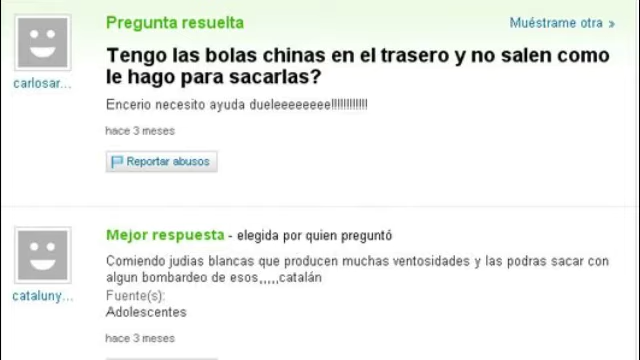 Pregunta resuelta
Muéstrame otra »
Tengo las bolas chinas en el trasero y no salen como
le hago para sacarlas?
carlosar...
Encerio necesito ayuda dueleeeeeeee!!!!!!!!!!!!
hace 3 meses
Reportar abusos
Mejor respuesta - elegida por quien preguntó
Comiendo judias blancas que producen muchas ventosidades y las podras sacar con
algun bombardeo de esos,,,,,catalán
cataluny...
Fuente(s):
Adolescentes
hace 3 meses